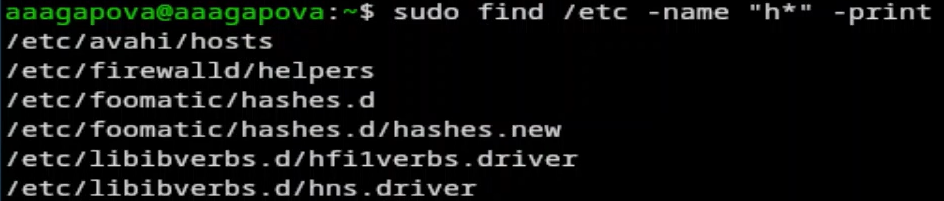 aaagapova@aaagapova:~$ sudo find /etc -name "h*" -print
/etc/avahi/hosts
/etc/firewalld/helpers
/etc/foomatic/hashes.d
/etc/foomatic/hashes.d/hashes.new
/etc/libibverbs.d/hfi1verbs.driver
/etc/libibverbs.d/hns.driver